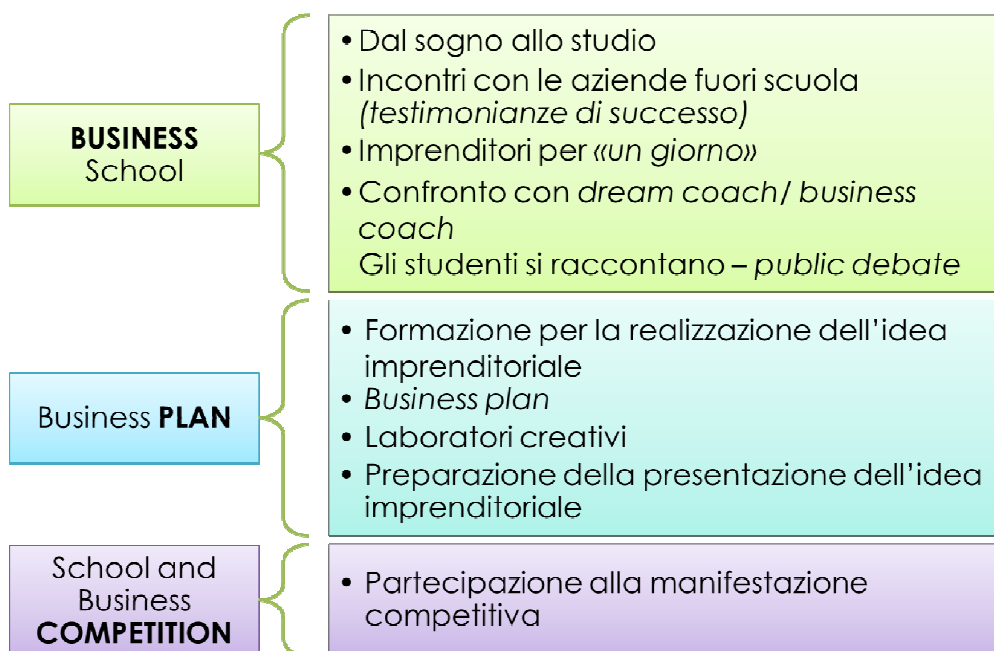 BUSINESS
School
• Dal sogno allo studio
• Incontri con le aziende fuori scuola
(testimonianze di successo)
• Imprenditori per «un giorno»
• Confronto con dream coach/ business
coach
Gli studenti si raccontano – public debate
Business PLAN
• Formazione per la realizzazione dell’idea
imprenditoriale
• Business plan
• Laboratori creativi
• Preparazione della presentazione dell’idea
imprenditoriale
School and
Business
COMPETITION
• Partecipazione alla manifestazione
competitiva